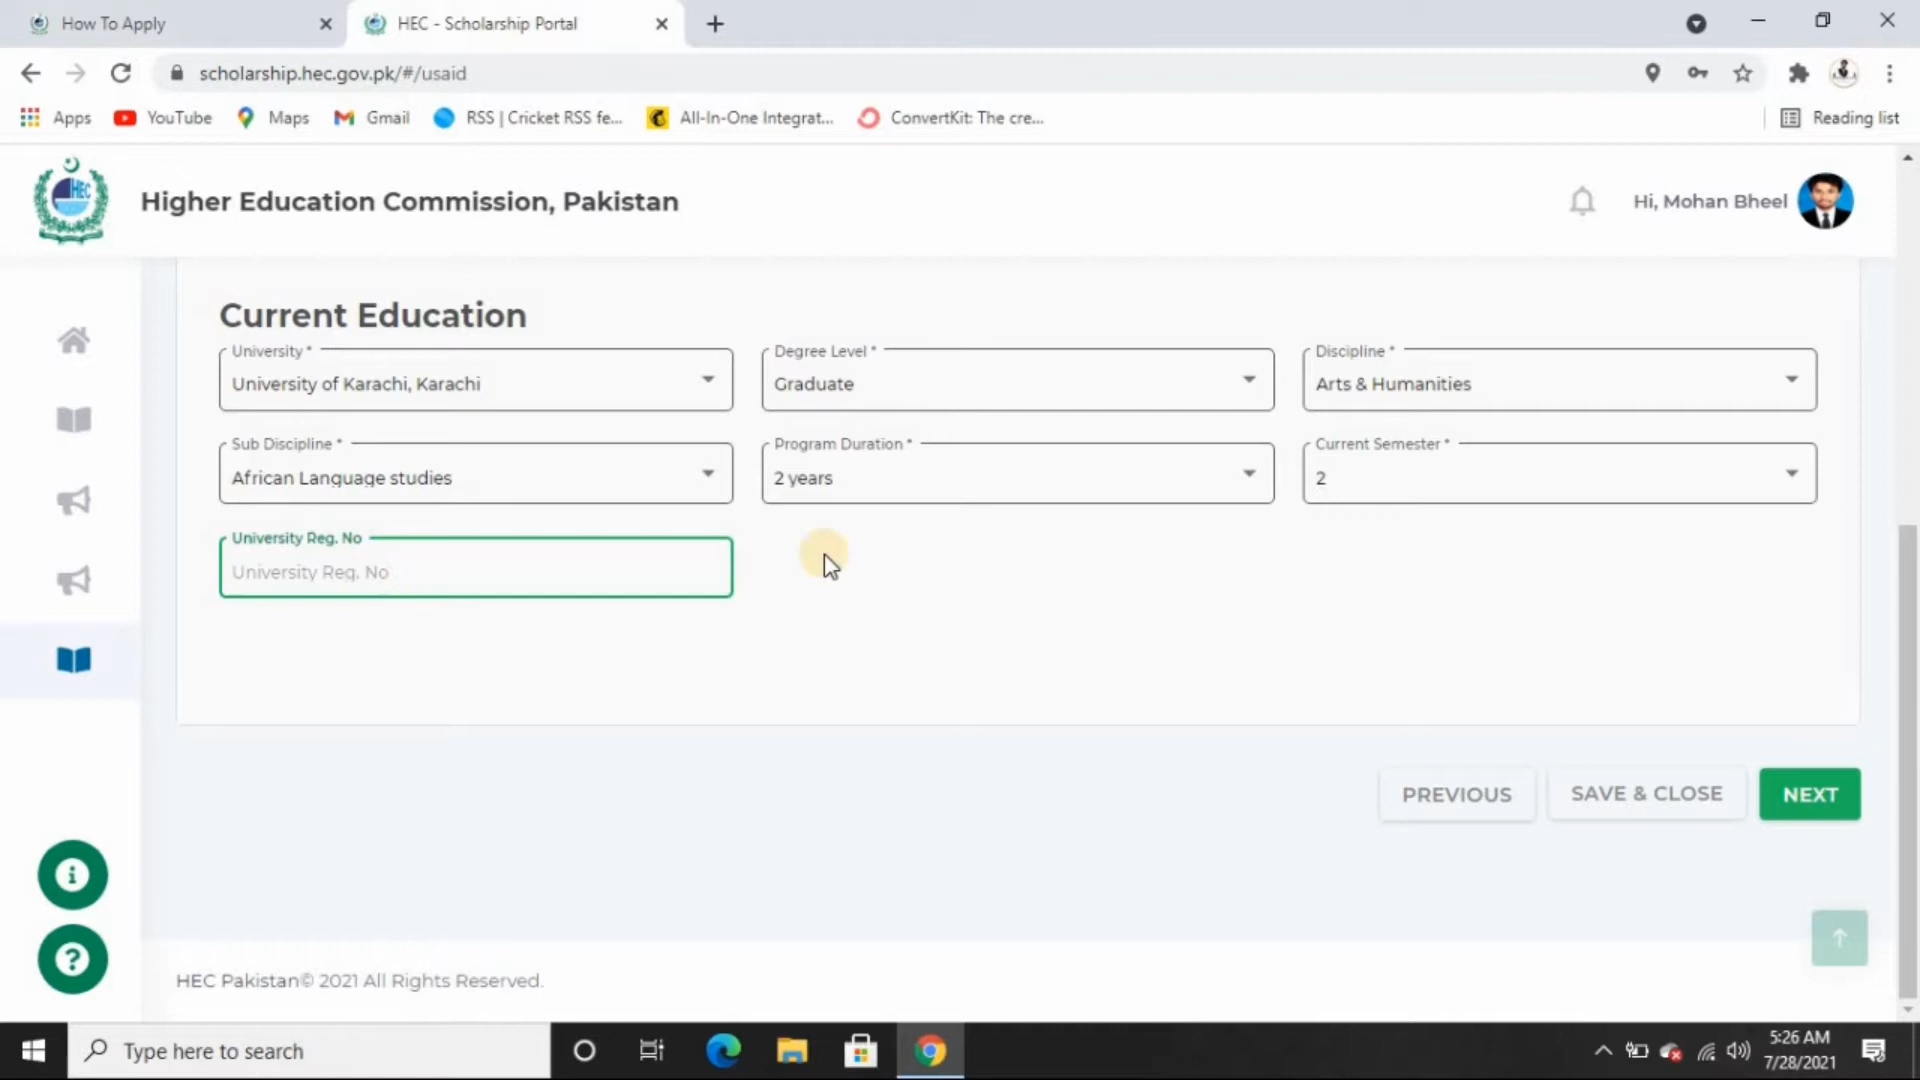 How To Apply
HEC - Scholarship Portal
scholarship.hec.gov.pk/#/usaid
Apps
YouTube
Maps
Gmail
RSS | Cricket RSS fe...
All-In-One Integrat...
ConvertKit: The cre...
Reading list
HEC
Higher Education Commission, Pakistan
Hi, Mohan Bheel
Current Education
University *
University of Karachi, Karachi
Degree Level *
Graduate
Discipline *
Arts & Humanities
Sub Discipline *
African Language studies
Program Duration *
2 years
Current Semester *
2
University Reg. No
University Reg. No
PREVIOUS
SAVE & CLOSE
NEXT
HEC Pakistan© 2021 All Rights Reserved.
Type here to search
5:26 AM
7/28/2021